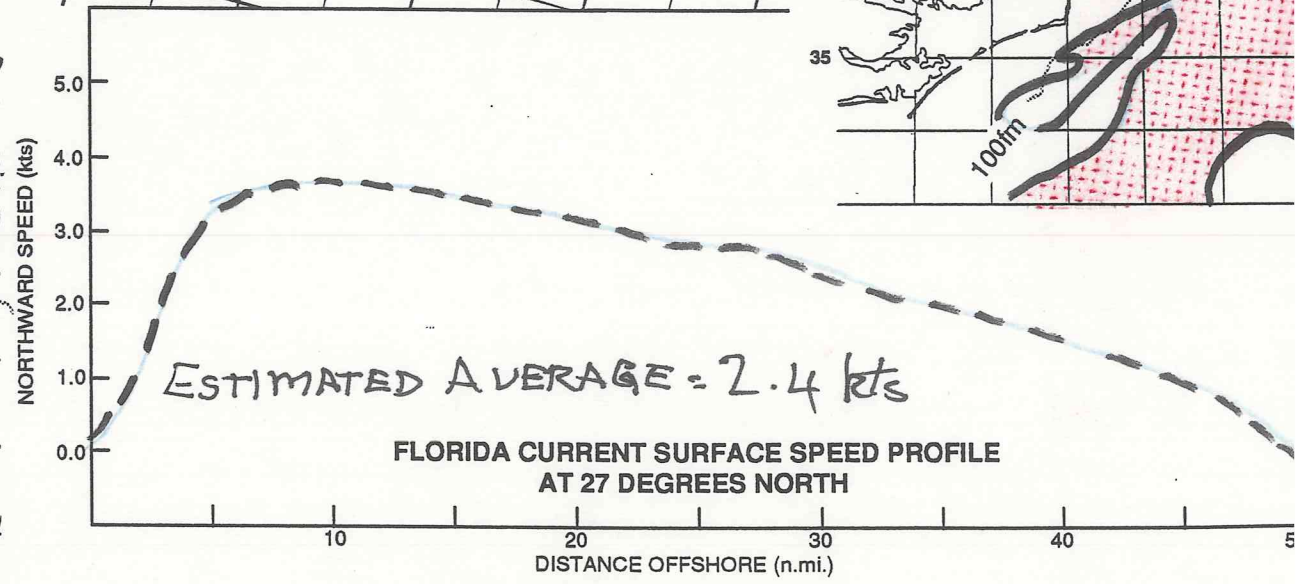 35
100fm
NORTHWARD SPEED (kts)
5.0
4.0
3.0
2.0
1.0
0.0
ESTIMATED AVERAGE = 2.4 kts
FLORIDA CURRENT SURFACE SPEED PROFILE
AT 27 DEGREES NORTH
10 20 30 40 5
DISTANCE OFFSHORE (n.mi.)